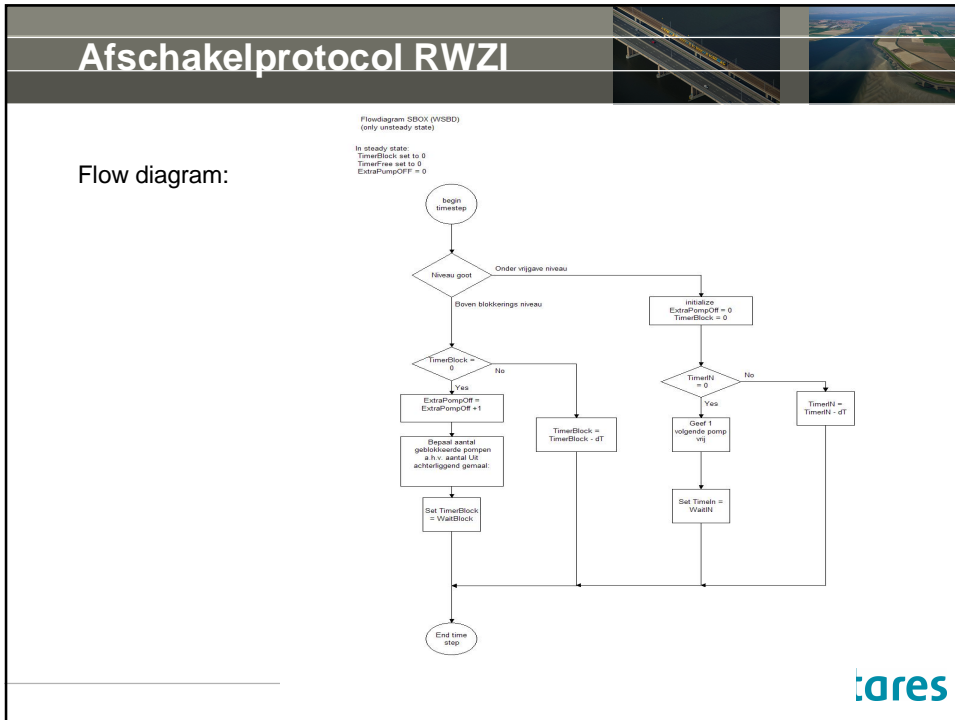 Afschakelprotocol RWZI
Flowdiagram SBOX (WSBD)
(only unsteady state)
In steady state:
TimerBlock set to 0
TimerFree set to 0
ExtraPumpOFF = 0
Flow diagram:
begin
timestep
Niveau goot
Onder vrijgave niveau
Boven blokkerings niveau
initialize
ExtraPompOff = 0
TimerBlock = 0
TimerBlock =
0
No
Yes
TimerIN
= 0
No
Yes
ExtraPompOff =
ExtraPompOff +1
TimerBlock =
TimerBlock - dT
Geef 1
volgende pomp
vrij
TimerIN =
TimerIN - dT
Bepaal aantal
geblokkeerde pompen
a.h.v. aantal Uit
achterliggend gemaal:
Set TimerBlock
= WaitBlock
Set TimeIn =
WaitIN
End time
step
tares